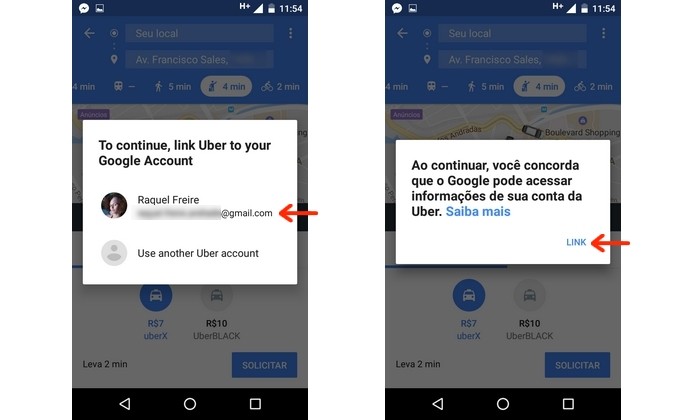 H+ 11:54
Seu local
Av. Francisco Sales,
4 min
—
5 min
4 min
2 min
Anúncios
Andradas
To continue, link Uber to your
Google Account
Raquel Freire
@gmail.com
Use another Uber account
R$7
uberX
R$10
UberBLACK
Leva 2 min
SOLICITAR
H+ 11:54
Seu local
Av. Francisco Sales,
4 min
—
5 min
4 min
2 min
Anúncios
Andradas
Boulevard Shopping
Ao continuar, você concorda
que o Google pode acessar
informações de sua conta da
Uber. Saiba mais
LINK
R$7
uberX
R$10
UberBLACK
Leva 2 min
SOLICITAR